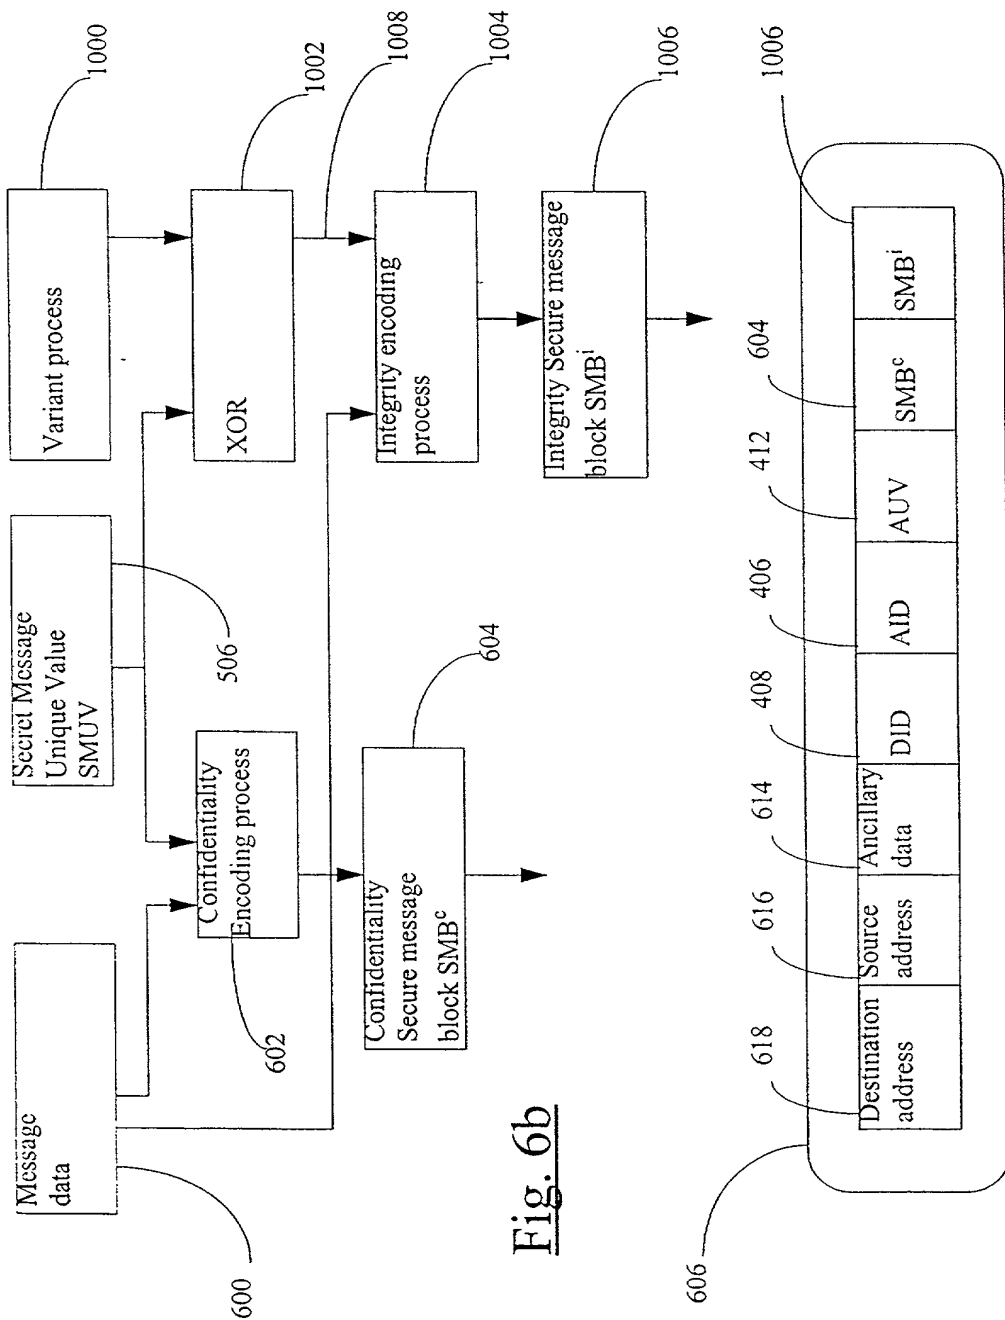 Message
data
600
Secret Message
Unique Value
SMUV
506
Variant process
1000
Confidentiality
Encoding process
602
XOR
1002
1008
Confidentiality
Secure message
block SMBᶜ
604
Integrity encoding
process
1004
Integrity Secure message
block SMBⁱ
1006
Fig. 6b
606
618
616
614
408
406
412
604
1006
Destination
address
Source
address
Ancillary
data
DID
AID
AUV
SMBᶜ
SMBⁱ